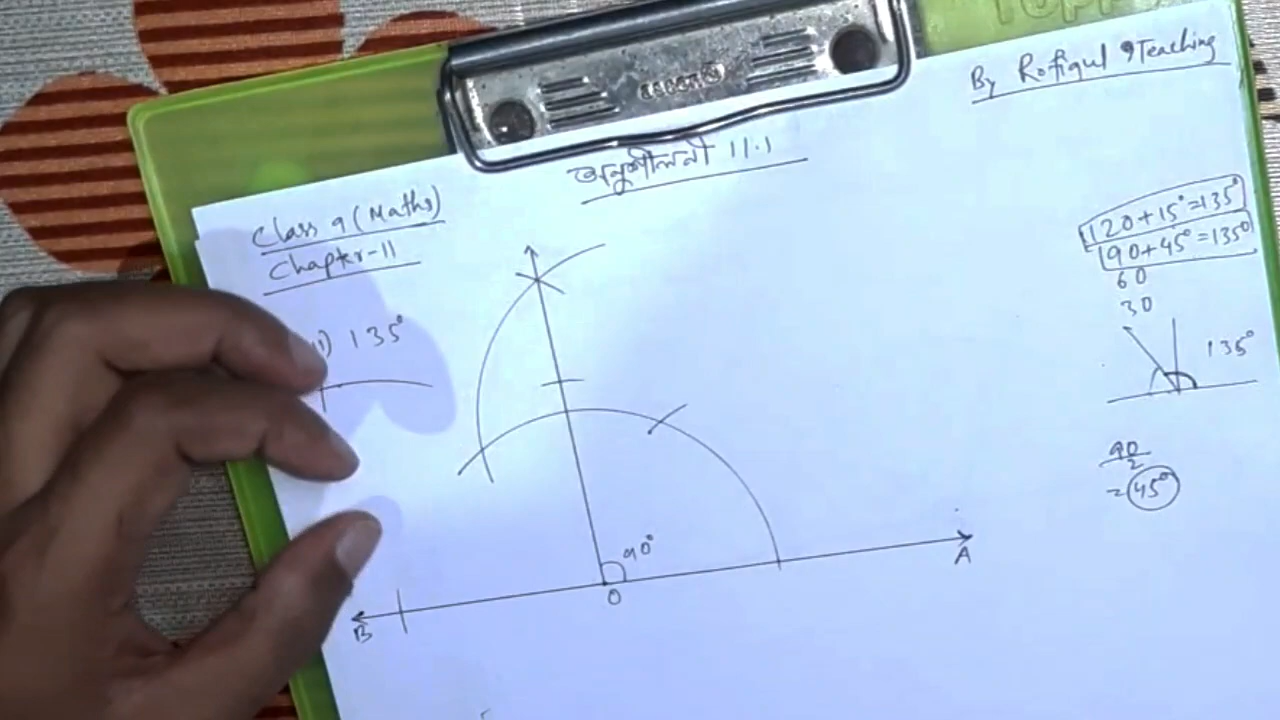 By Rofiqul's Teaching
অনুশীলনী 11.1
Class 9 (Maths)
Chapter-11
135°
120+15°=135°
90+45°=135°
60
30
135°
90
2
=45°
90°
O
A
B